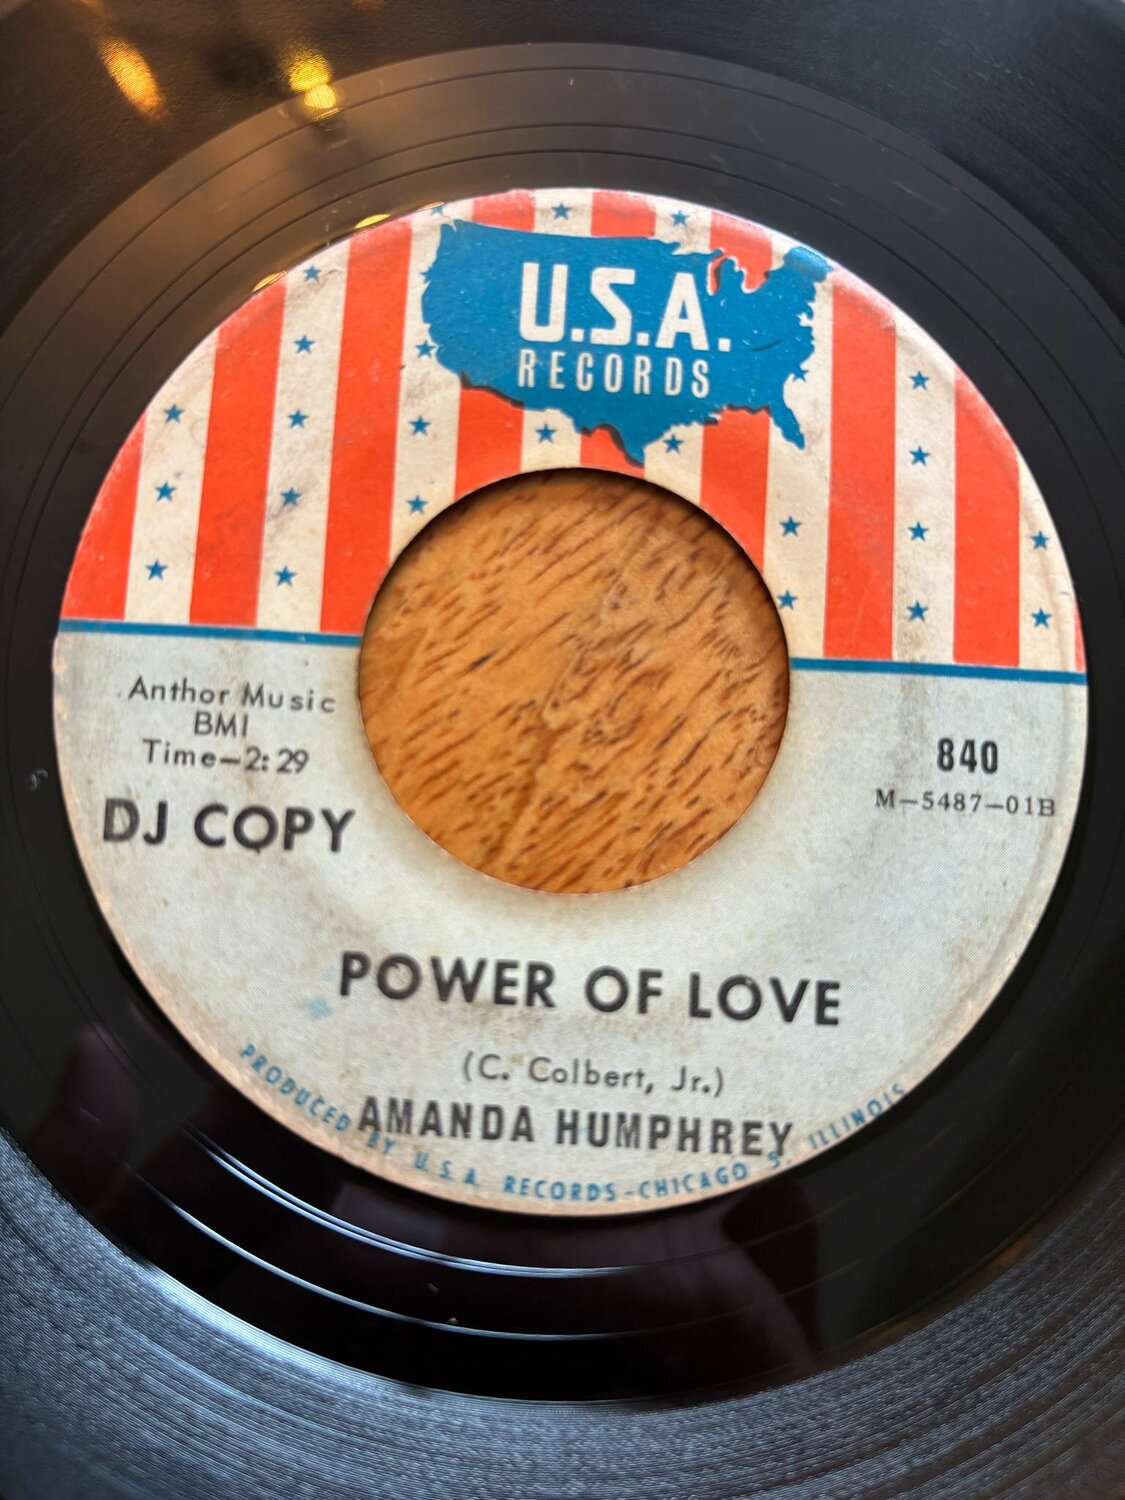 U.S.A.
RECORDS
Anthor Music
BMI
Time-2:29
DJ COPY
840
M-5487-01B
POWER OF LOVE
(C. Colbert, Jr.)
AMANDA HUMPHREY
PRODUCED BY U.S.A. RECORDS-CHICAGO 5, ILLINOIS